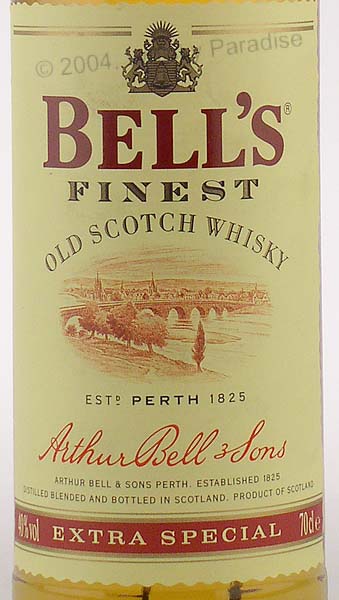 © 2004. Paradise
BELL'S®
FINEST
OLD SCOTCH WHISKY
ESTD PERTH 1825
Arthur Bell & Sons
ARTHUR BELL & SONS PERTH. ESTABLISHED 1825
DISTILLED BLENDED AND BOTTLED IN SCOTLAND. PRODUCT OF SCOTLAND
40%vol EXTRA SPECIAL 70cl e